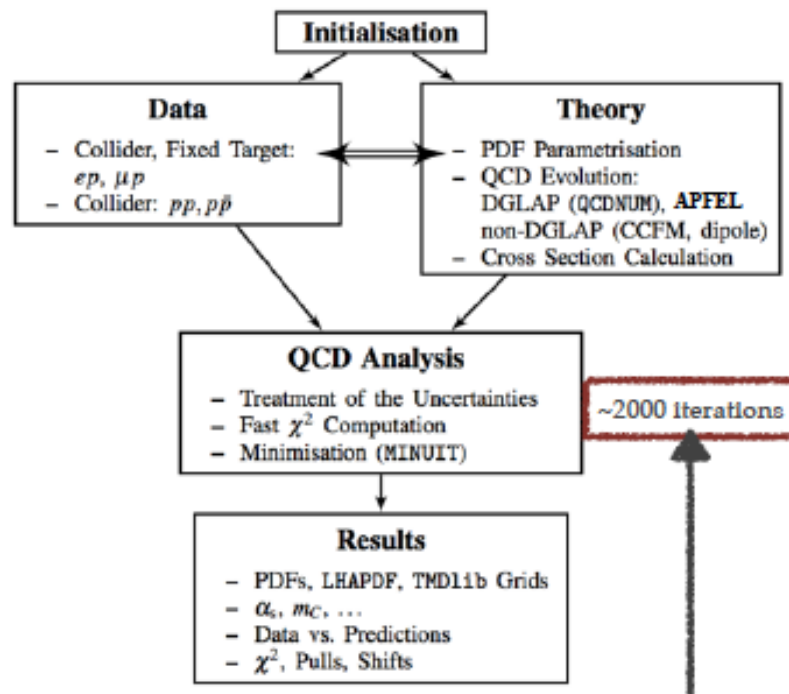 Initialisation
Data
– Collider, Fixed Target:
ep, μp
– Collider: pp, pp̄
Theory
– PDF Parametrisation
– QCD Evolution:
DGLAP (QCDNUM), APFEL
non-DGLAP (CCFM, dipole)
– Cross Section Calculation
QCD Analysis
– Treatment of the Uncertainties
– Fast χ² Computation
– Minimisation (MINUIT)
~2000 iterations
Results
– PDFs, LHAPDF, TMDlib Grids
– αs, mC, …
– Data vs. Predictions
– χ², Pulls, Shifts